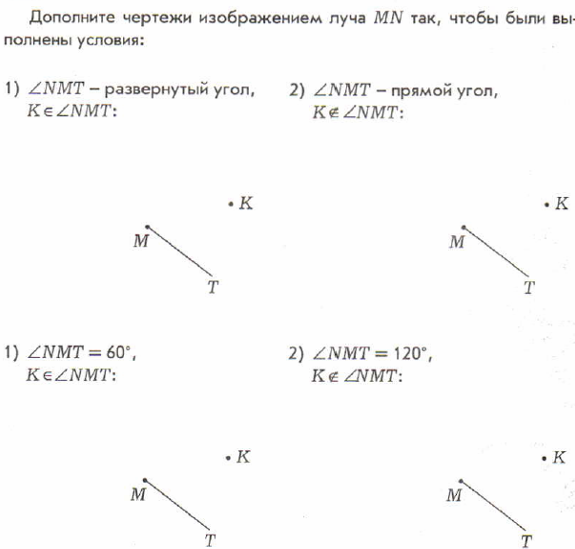 Дополните чертежи изображением луча MN так, чтобы были вы-
полнены условия:
1) ∠NMT – развернутый угол,
K∈∠NMT:
2) ∠NMT – прямой угол,
K∉∠NMT:
K
M
T
K
M
T
1) ∠NMT = 60°,
K∈∠NMT:
2) ∠NMT = 120°,
K∉∠NMT:
K
M
T
K
M
T